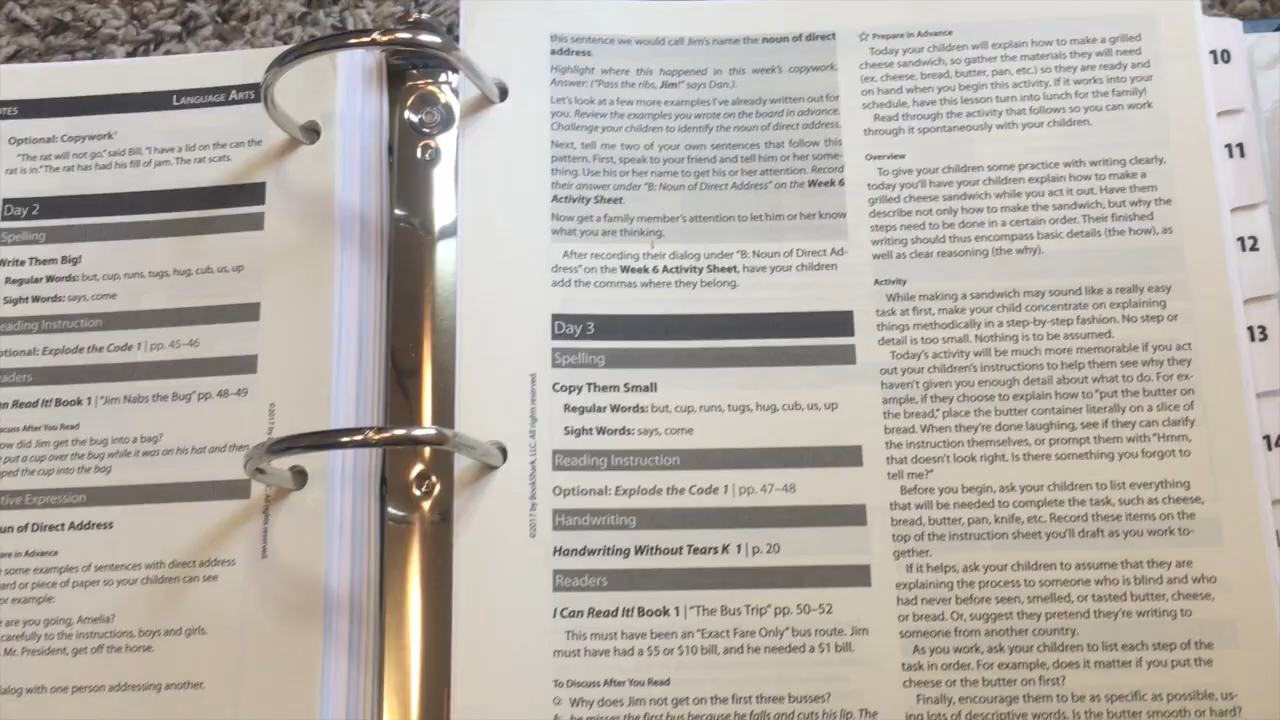 LANGUAGE ARTS
Optional: Copywork¹
"The rat will not go," said Bill. "I have a lid on the can the
rat is in." The rat has had his fill of jam. The rat scats.
Day 2
Spelling
Write Them Big!
Regular Words: but, cup, runs, tugs, hug, cub, us, up
Sight Words: says, come
eading Instruction
tional: Explode the Code 1 | pp. 45–46
aders
n Read It! Book 1 | "Jim Nabs the Bug" pp. 48–49
scuss After You Read
ow did Jim get the bug into a bag?
put a cup over the bug while it was on his hat and then
ped the cup into the bag
tive Expression
un of Direct Address
are in Advance
some examples of sentences with direct address
ard or piece of paper so your children can see
or example:
are you going, Amelia?
carefully to the instructions, boys and girls.
Mr. President, get off the horse.
alog with one person addressing another.
©2017 by BookShark, LLC. All rights reserved.
this sentence we would call Jim's name the noun of direct
address.
Highlight where this happened in this week's copywork.
Answer: ("Pass the ribs, Jim!" says Dan.).
Let's look at a few more examples I've already written out for
you. Review the examples you wrote on the board in advance.
Challenge your children to identify the noun of direct address.
Next, tell me two of your own sentences that follow this
pattern. First, speak to your friend and tell him or her some-
thing. Use his or her name to get his or her attention. Record
their answer under "B: Noun of Direct Address" on the Week 6
Activity Sheet.
Now get a family member's attention to let him or her know
what you are thinking.
After recording their dialog under "B: Noun of Direct Ad-
dress" on the Week 6 Activity Sheet, have your children
add the commas where they belong.
Day 3
Spelling
Copy Them Small
Regular Words: but, cup, runs, tugs, hug, cub, us, up
Sight Words: says, come
Reading Instruction
Optional: Explode the Code 1 | pp. 47–48
Handwriting
Handwriting Without Tears K 1 | p. 20
Readers
I Can Read It! Book 1 | "The Bus Trip" pp. 50–52
This must have been an "Exact Fare Only" bus route. Jim
must have had a $5 or $10 bill, and he needed a $1 bill.
To Discuss After You Read
Q: Why does Jim not get on the first three busses?
he misses the first bus because he falls and cuts his lip. The
☆ Prepare in Advance
Today your children will explain how to make a grilled
cheese sandwich, so gather the materials they will need
(ex. cheese, bread, butter, pan, etc.) so they are ready and
on hand when you begin this activity. If it works into your
schedule, have this lesson turn into lunch for the family!
Read through the activity that follows so you can work
through it spontaneously with your children.
Overview
To give your children some practice with writing clearly,
today you'll have your children explain how to make a
grilled cheese sandwich while you act it out. Have them
describe not only how to make the sandwich, but why the
steps need to be done in a certain order. Their finished
writing should thus encompass basic details (the how), as
well as clear reasoning (the why).
Activity
While making a sandwich may sound like a really easy
task at first, make your child concentrate on explaining
things methodically in a step-by-step fashion. No step or
detail is too small. Nothing is to be assumed.
Today's activity will be much more memorable if you act
out your children's instructions to help them see why they
haven't given you enough detail about what to do. For ex-
ample, if they choose to explain how to "put the butter on
the bread," place the butter container literally on a slice of
bread. When they're done laughing, see if they can clarify
the instruction themselves, or prompt them with "Hmm,
that doesn't look right. Is there something you forgot to
tell me?"
Before you begin, ask your children to list everything
that will be needed to complete the task, such as cheese,
bread, butter, pan, knife, etc. Record these items on the
top of the instruction sheet you'll draft as you work to-
gether.
If it helps, ask your children to assume that they are
explaining the process to someone who is blind and who
had never before seen, smelled, or tasted butter, cheese,
or bread. Or, suggest they pretend they're writing to
someone from another country.
As you work, ask your children to list each step of the
task in order. For example, does it matter if you put the
cheese or the butter on first?
Finally, encourage them to be as specific as possible, us-
ing lots of descriptive words. Is the butter smooth or hard?
10
11
12
13
14